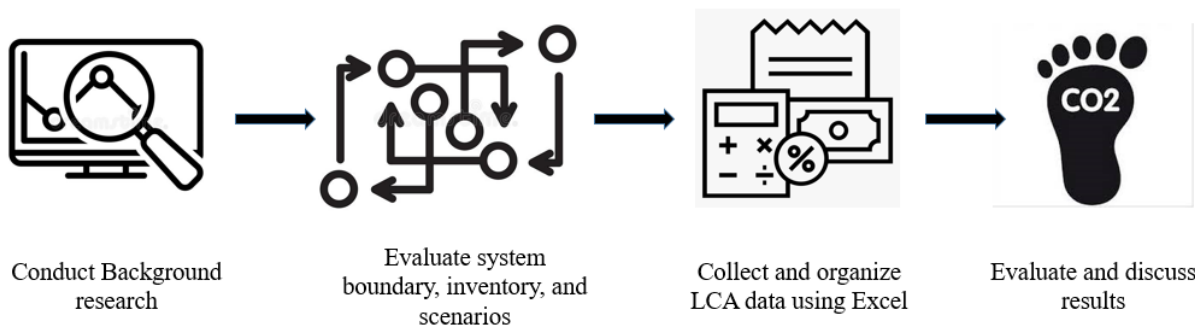 CO2
Conduct Background
research
Evaluate system
boundary, inventory, and
scenarios
Collect and organize
LCA data using Excel
Evaluate and discuss
results